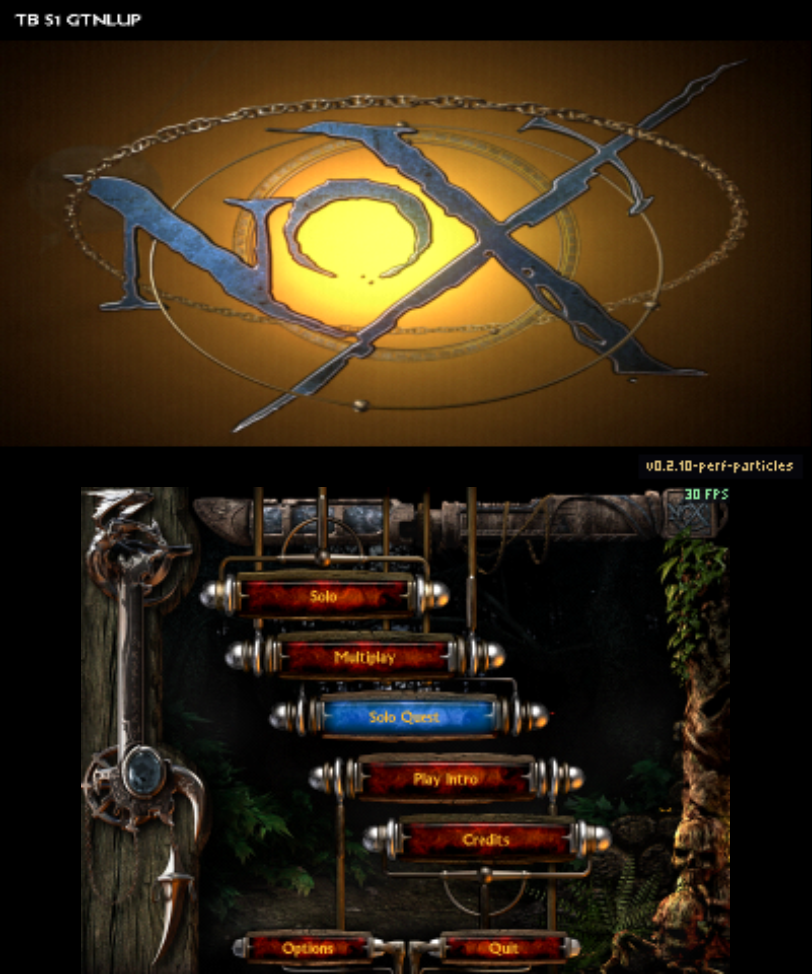 TB S1 GTNLUP
NOX
v0.2.10-perf-particles
30 FPS
NOX
Solo
Multiplay
Solo Quest
Play Intro
Credits
Options
Quit